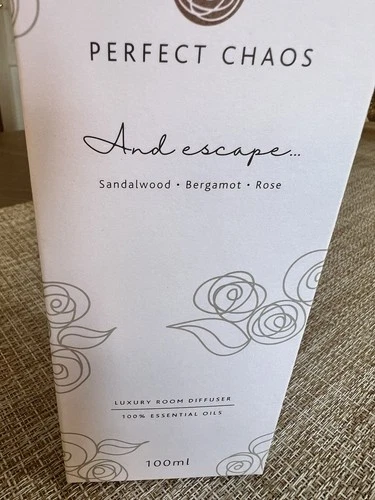 PERFECT CHAOS
And escape...
Sandalwood • Bergamot • Rose
LUXURY ROOM DIFFUSER
100% ESSENTIAL OILS
100ml